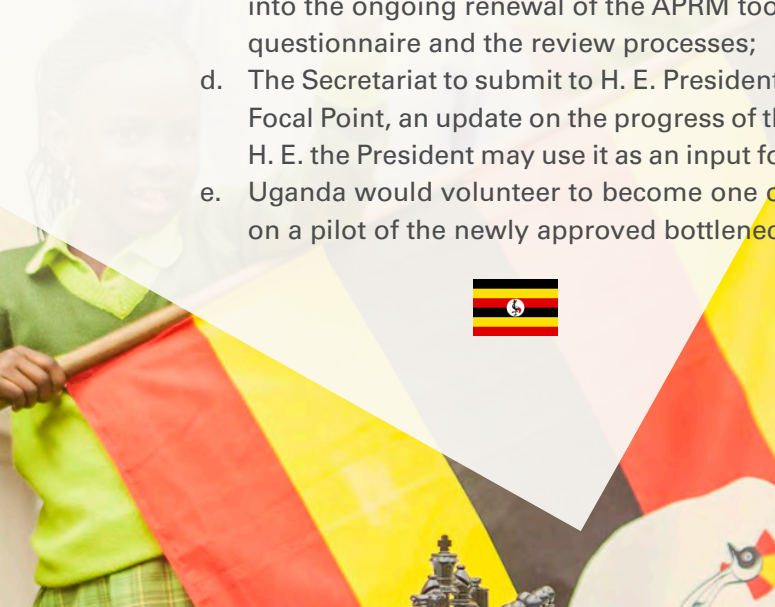 into the ongoing renewal of the APRM too
questionnaire and the review processes;
d. The Secretariat to submit to H. E. President
Focal Point, an update on the progress of t
H. E. the President may use it as an input fo
e. Uganda would volunteer to become one o
on a pilot of the newly approved bottlenec